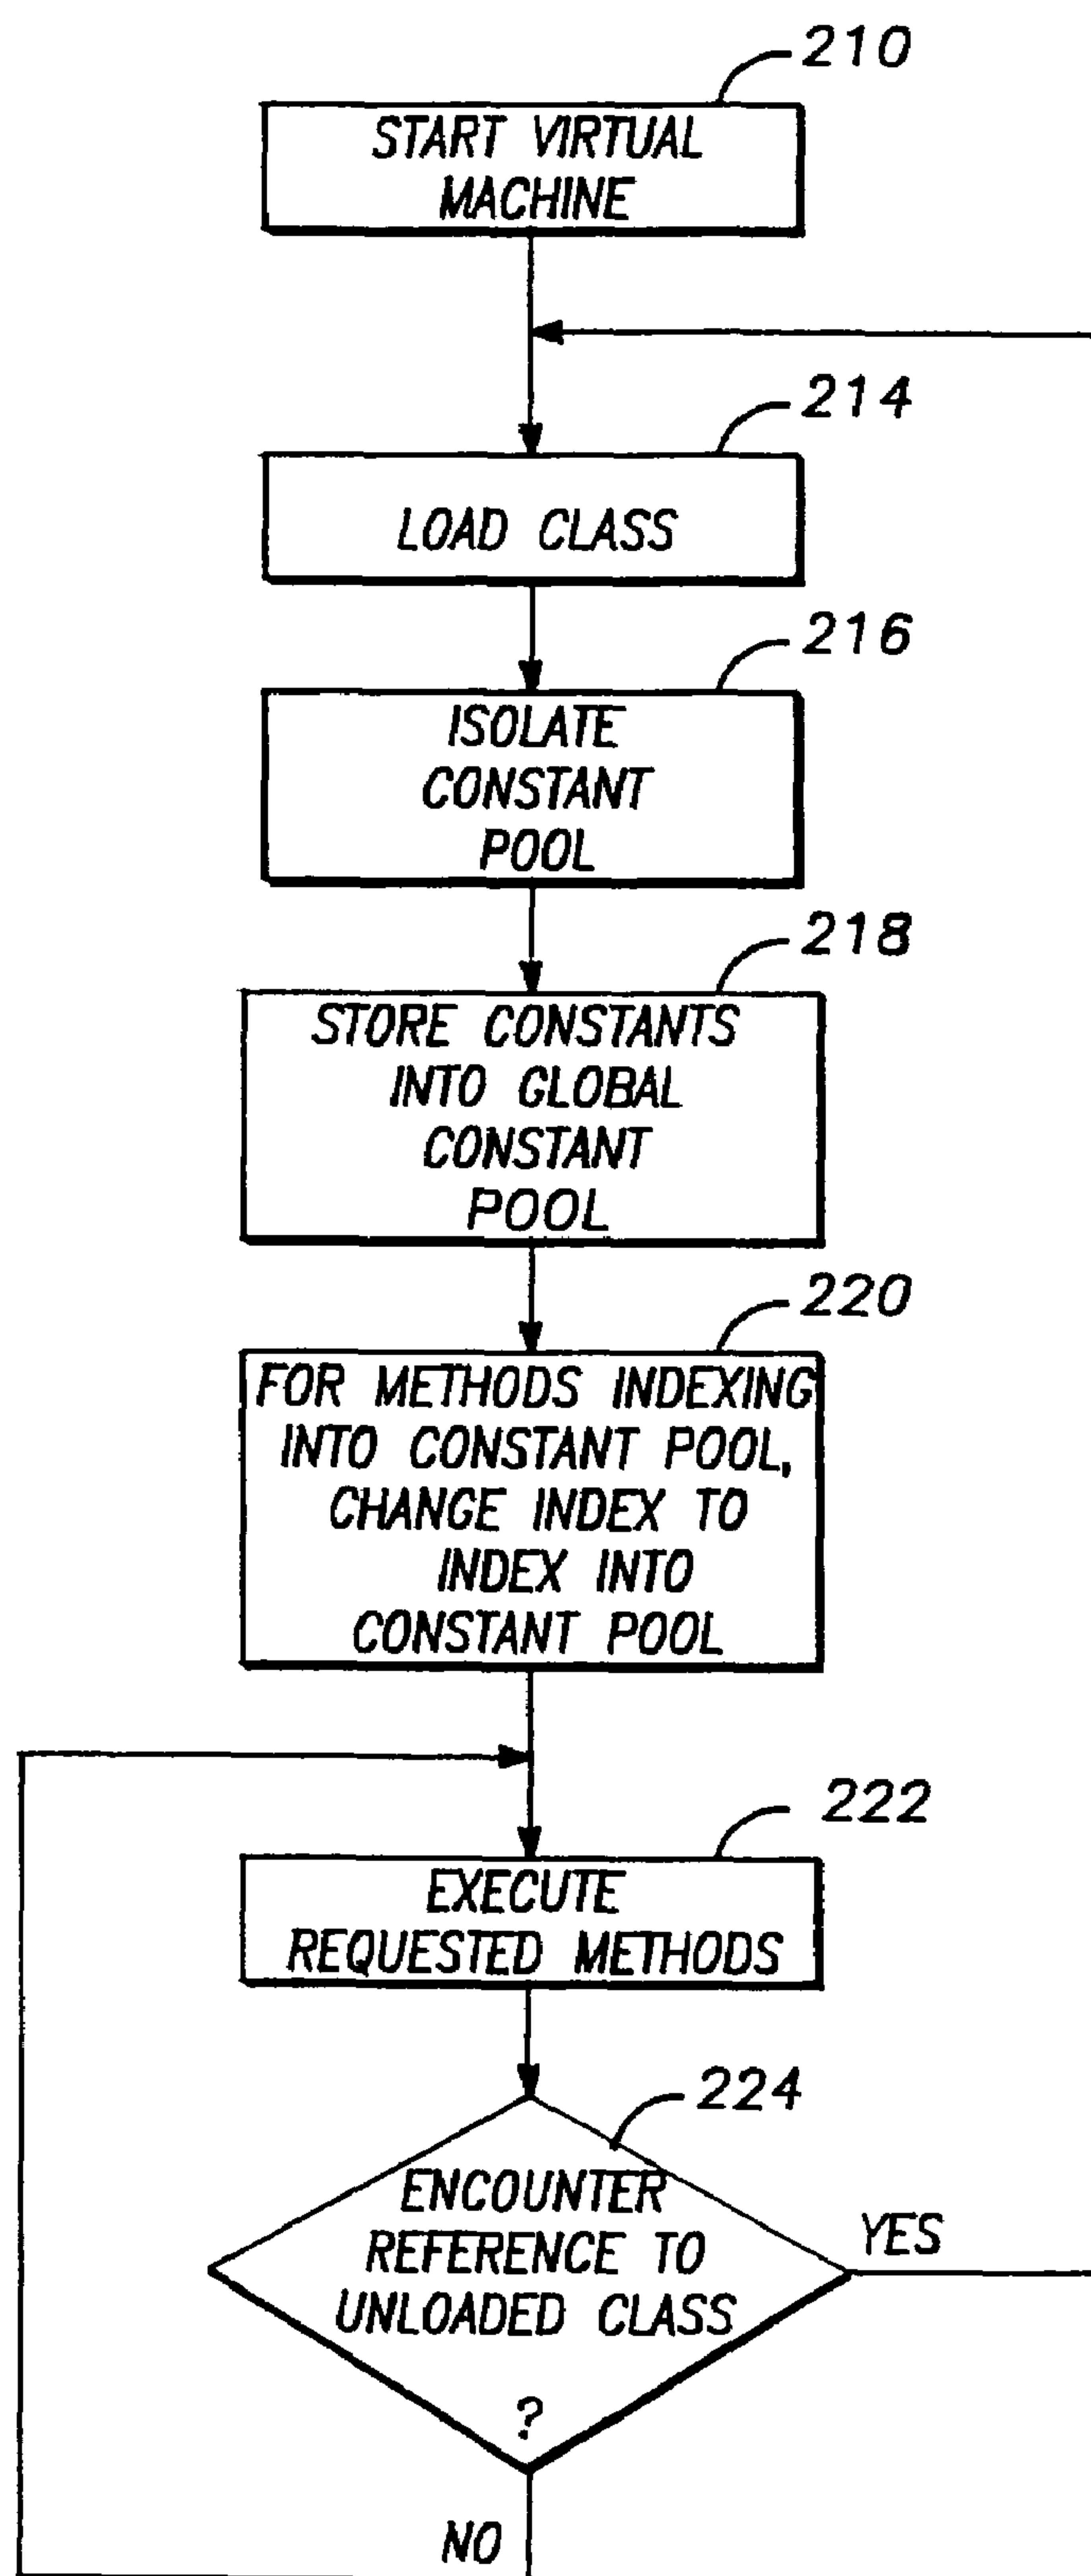 210
START VIRTUAL
MACHINE
214
LOAD CLASS
216
ISOLATE
CONSTANT
POOL
218
STORE CONSTANTS
INTO GLOBAL
CONSTANT
POOL
220
FOR METHODS INDEXING
INTO CONSTANT POOL,
CHANGE INDEX TO
INDEX INTO
CONSTANT POOL
222
EXECUTE
REQUESTED METHODS
224
ENCOUNTER
REFERENCE TO
UNLOADED CLASS
?
YES
NO